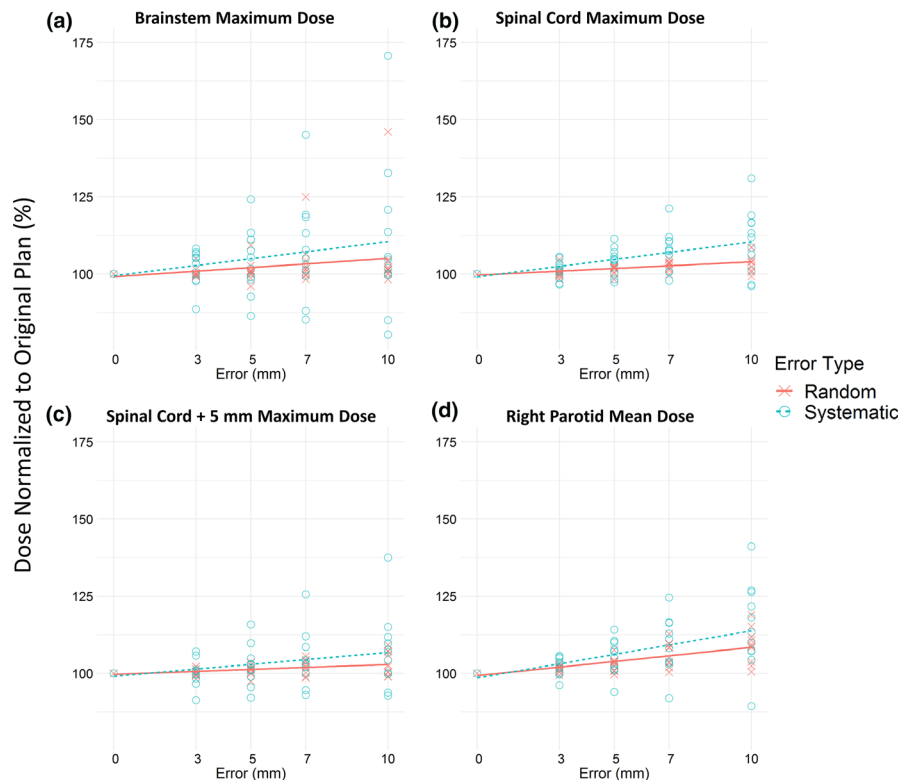 (a) Brainstem Maximum Dose
175
150
125
100
0 3 5 7 10
Error (mm)
(b) Spinal Cord Maximum Dose
175
150
125
100
0 3 5 7 10
Error (mm)
Dose Normalized to Original Plan (%)
(c) Spinal Cord + 5 mm Maximum Dose
175
150
125
100
0 3 5 7 10
Error (mm)
(d) Right Parotid Mean Dose
175
150
125
100
0 3 5 7 10
Error (mm)
Error Type
Random
Systematic